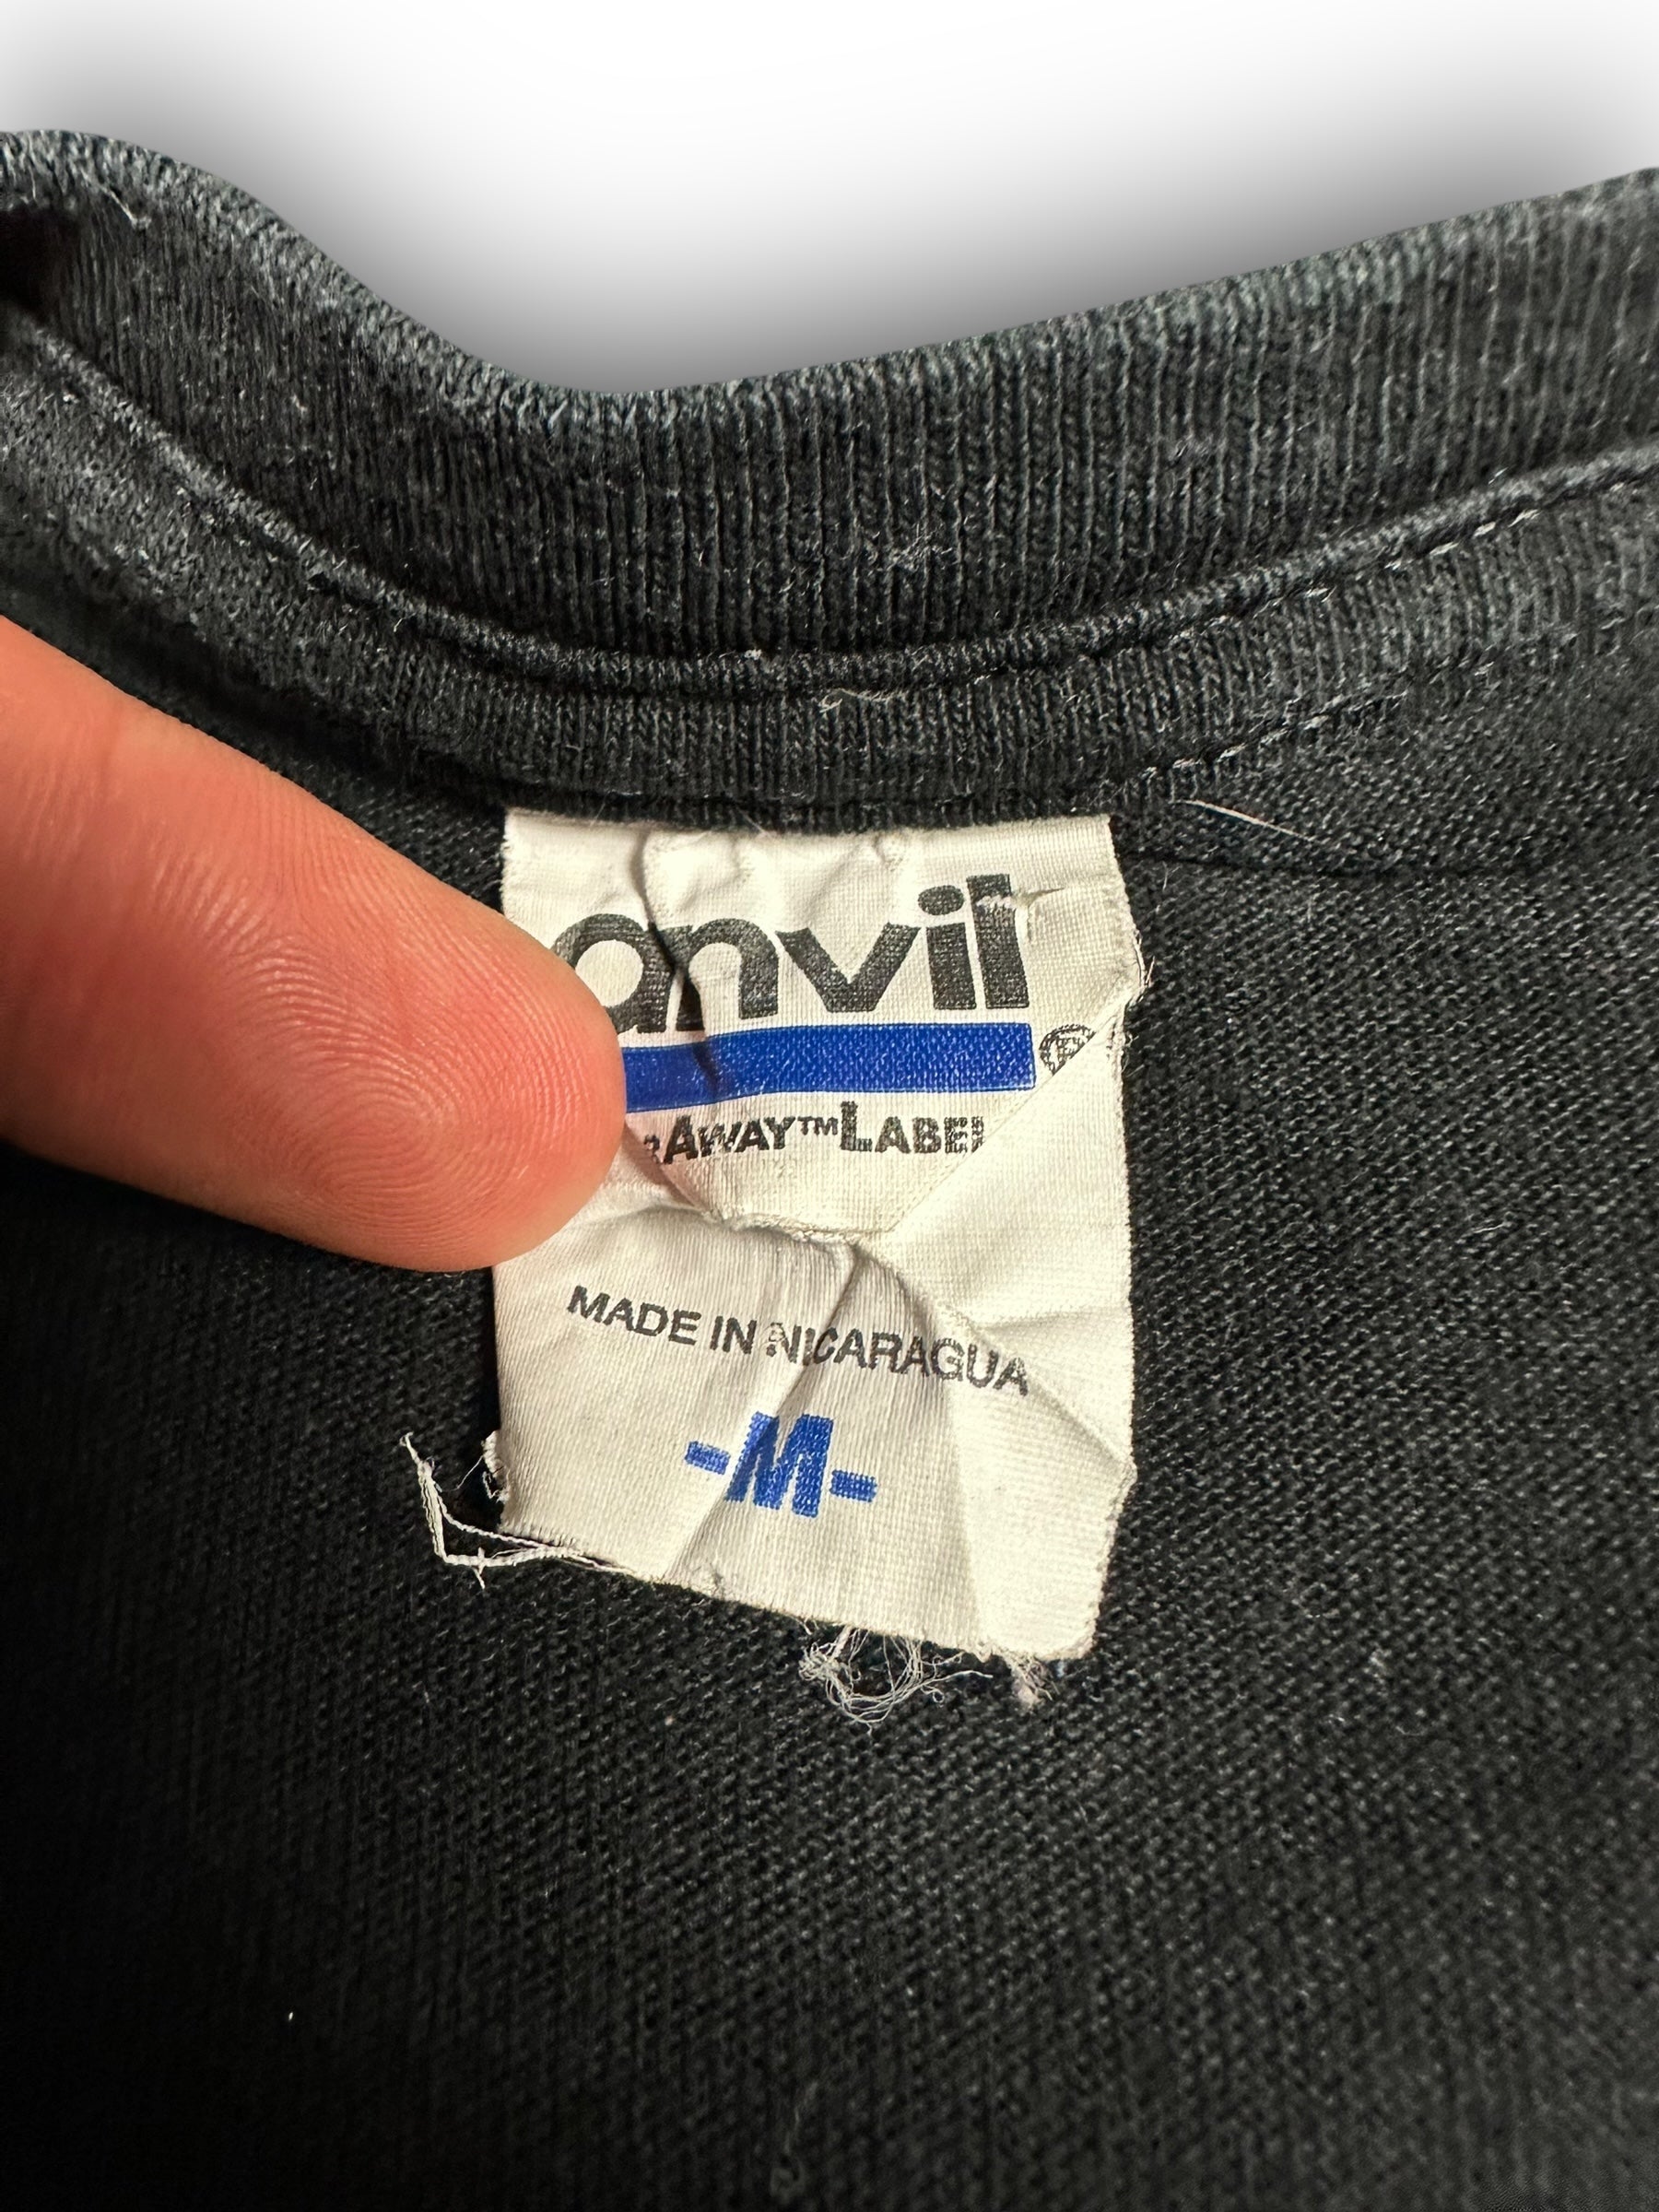 anvil
®
Away™Label
MADE IN NICARAGUA
-M-